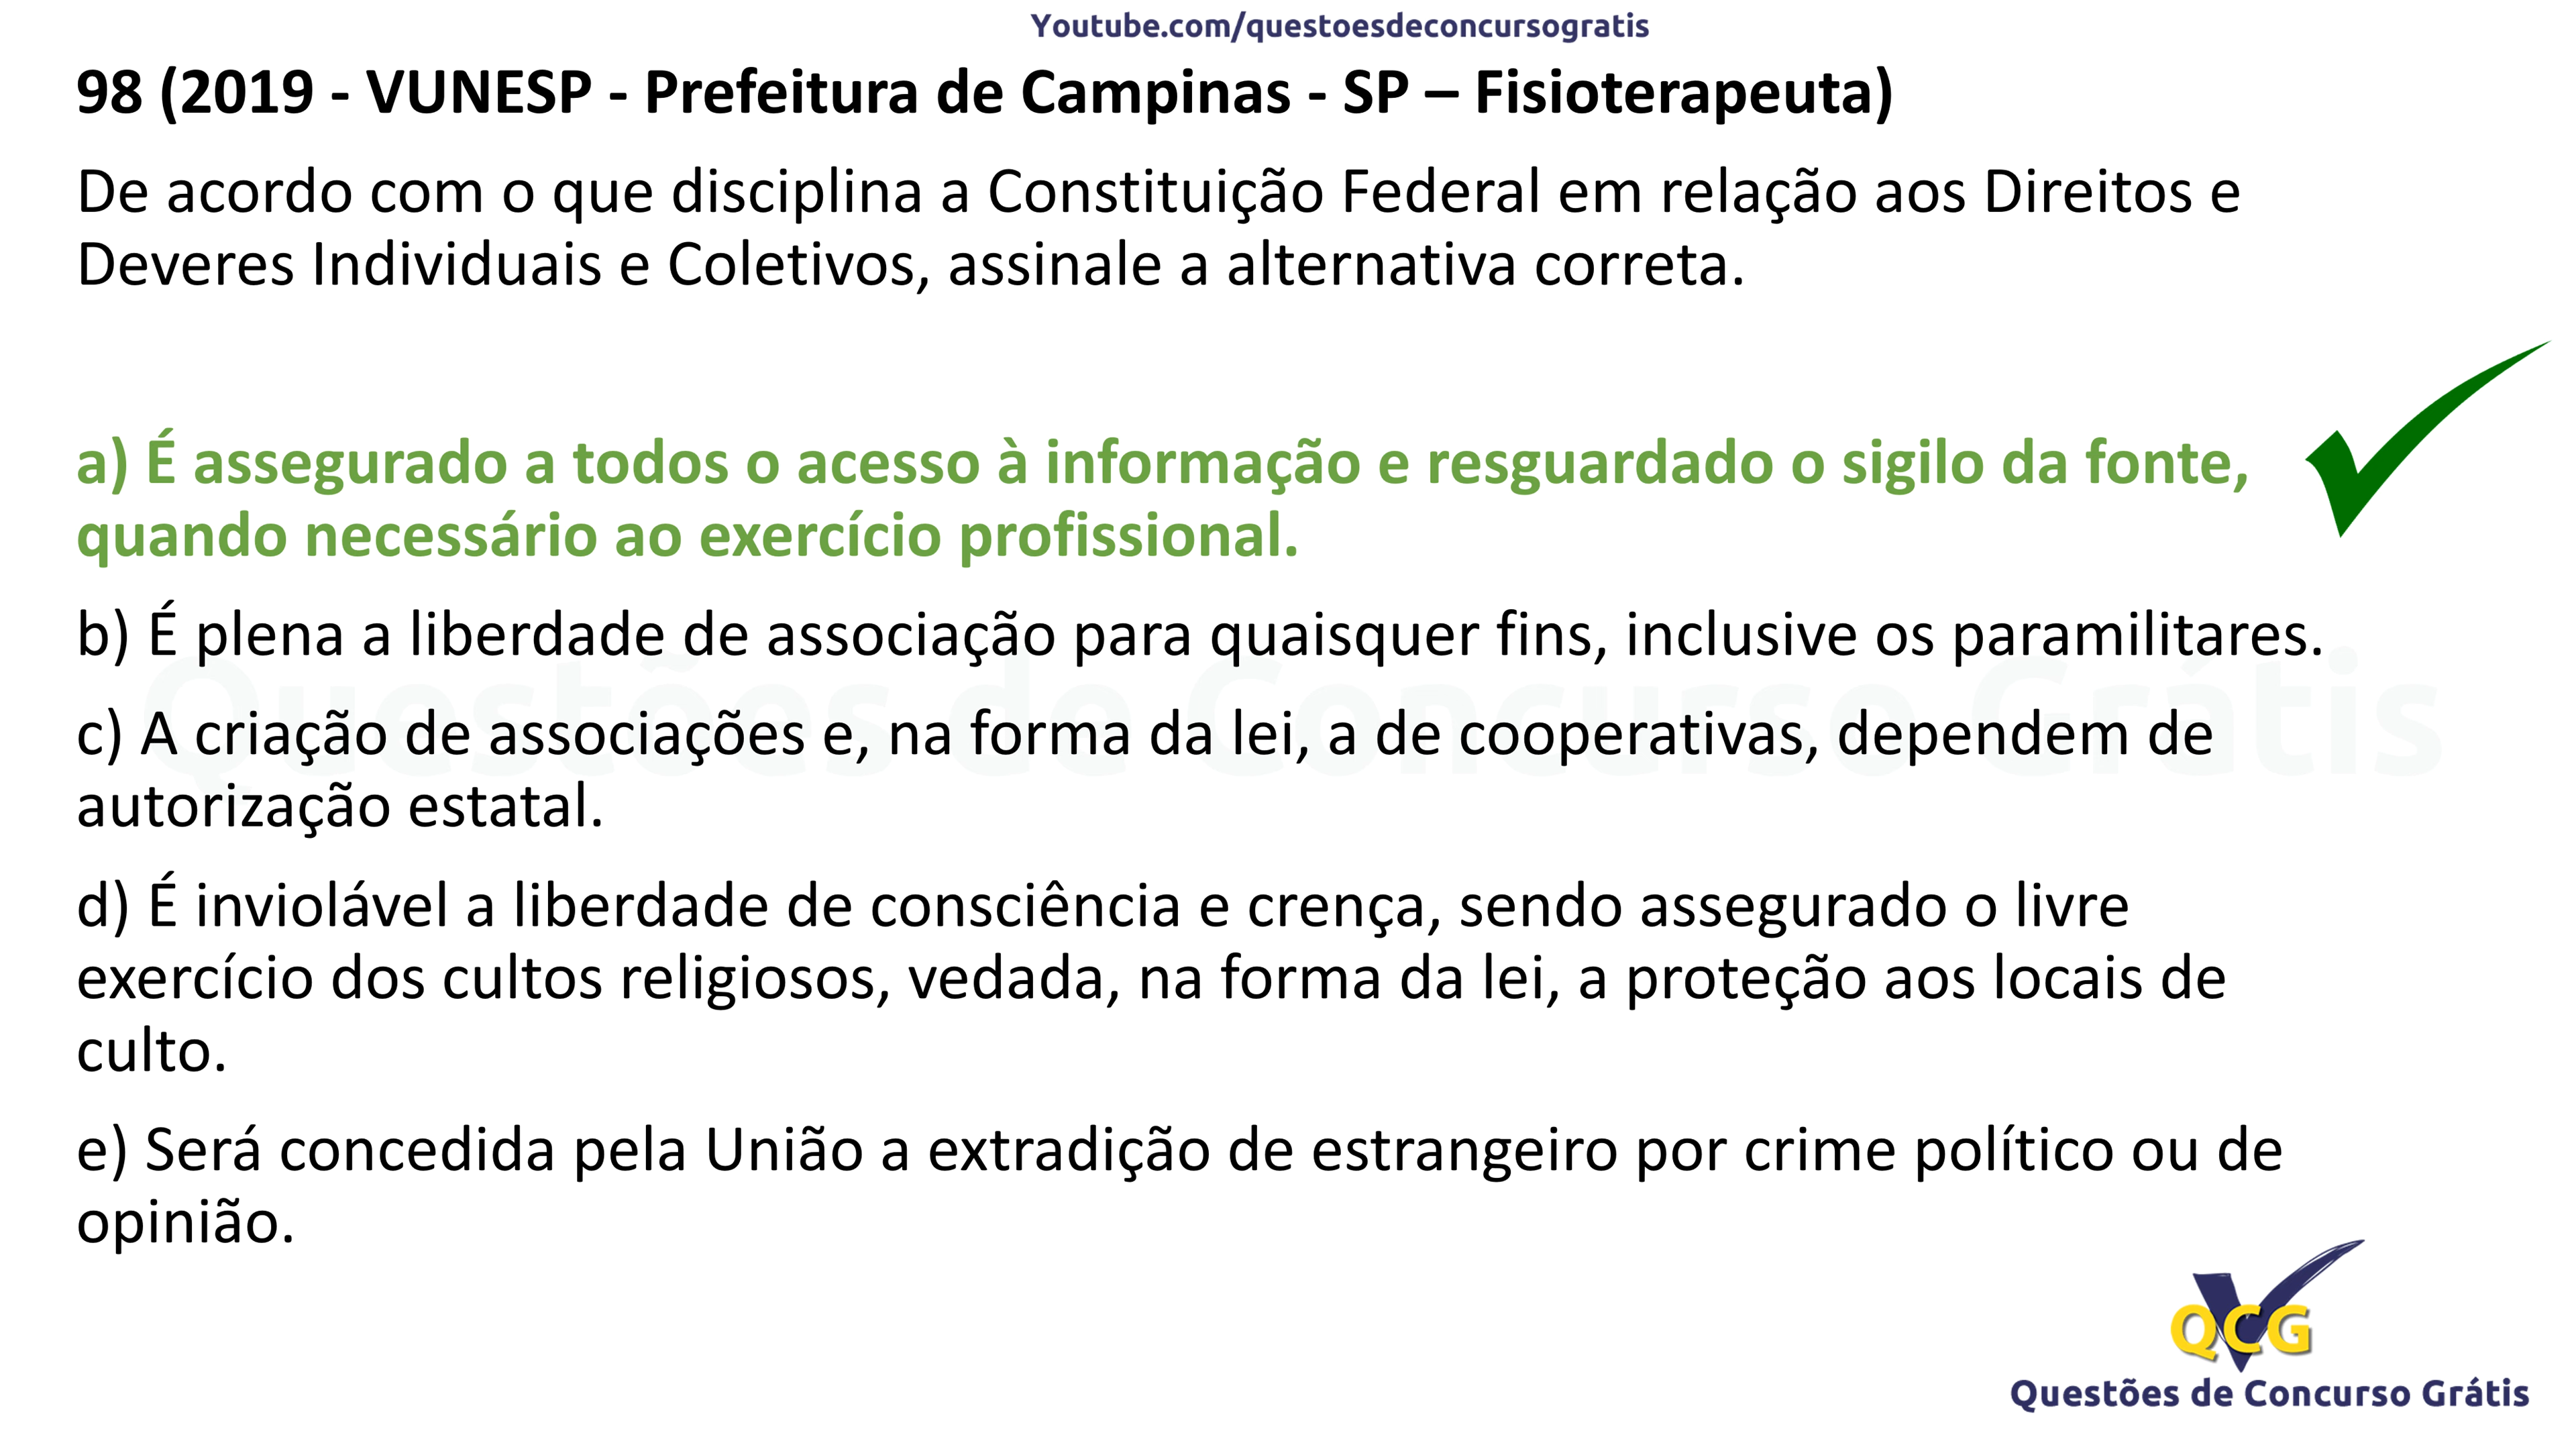 Youtube.com/questoesdeconcursogratis
98 (2019 - VUNESP - Prefeitura de Campinas - SP – Fisioterapeuta)
De acordo com o que disciplina a Constituição Federal em relação aos Direitos e
Deveres Individuais e Coletivos, assinale a alternativa correta.
a) É assegurado a todos o acesso à informação e resguardado o sigilo da fonte,
quando necessário ao exercício profissional.
b) É plena a liberdade de associação para quaisquer fins, inclusive os paramilitares.
Questões de Concurso Grátis
c) A criação de associações e, na forma da lei, a de cooperativas, dependem de
autorização estatal.
d) É inviolável a liberdade de consciência e crença, sendo assegurado o livre
exercício dos cultos religiosos, vedada, na forma da lei, a proteção aos locais de
culto.
e) Será concedida pela União a extradição de estrangeiro por crime político ou de
opinião.
QCG
Questões de Concurso Grátis